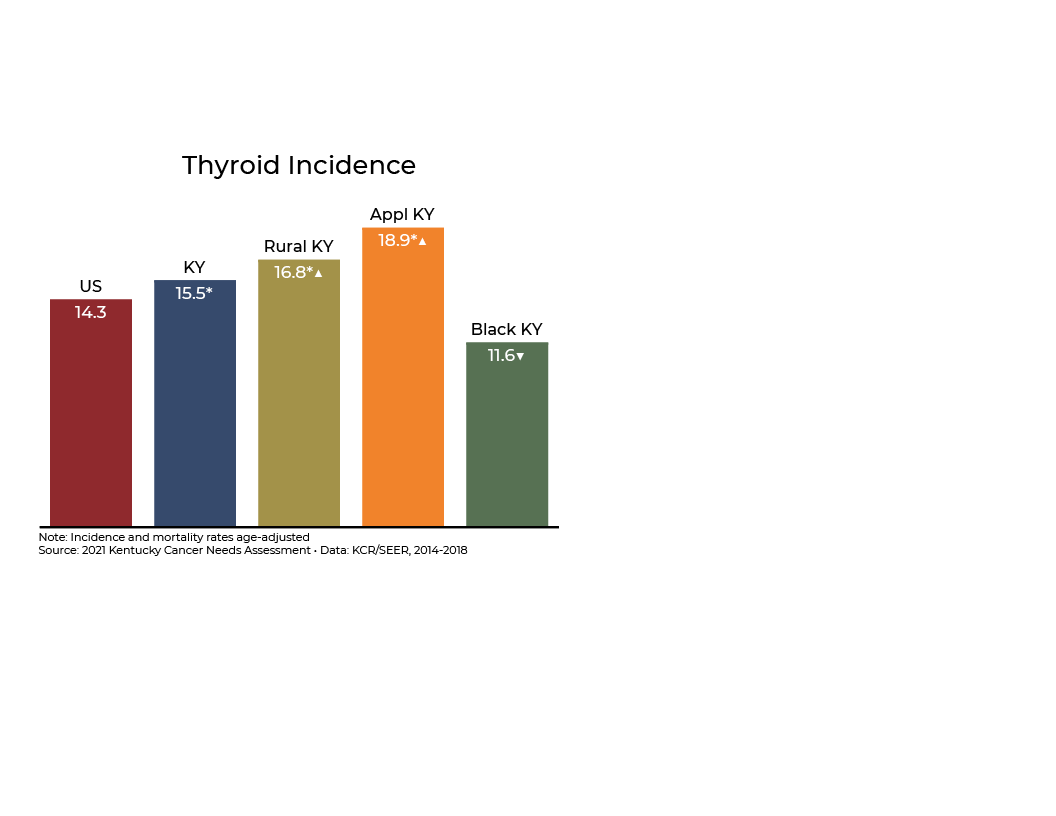 Thyroid Incidence
US
14.3
KY
15.5*
Rural KY
16.8*▲
Appl KY
18.9*▲
Black KY
11.6▼
Note: Incidence and mortality rates age-adjusted
Source: 2021 Kentucky Cancer Needs Assessment • Data: KCR/SEER, 2014-2018